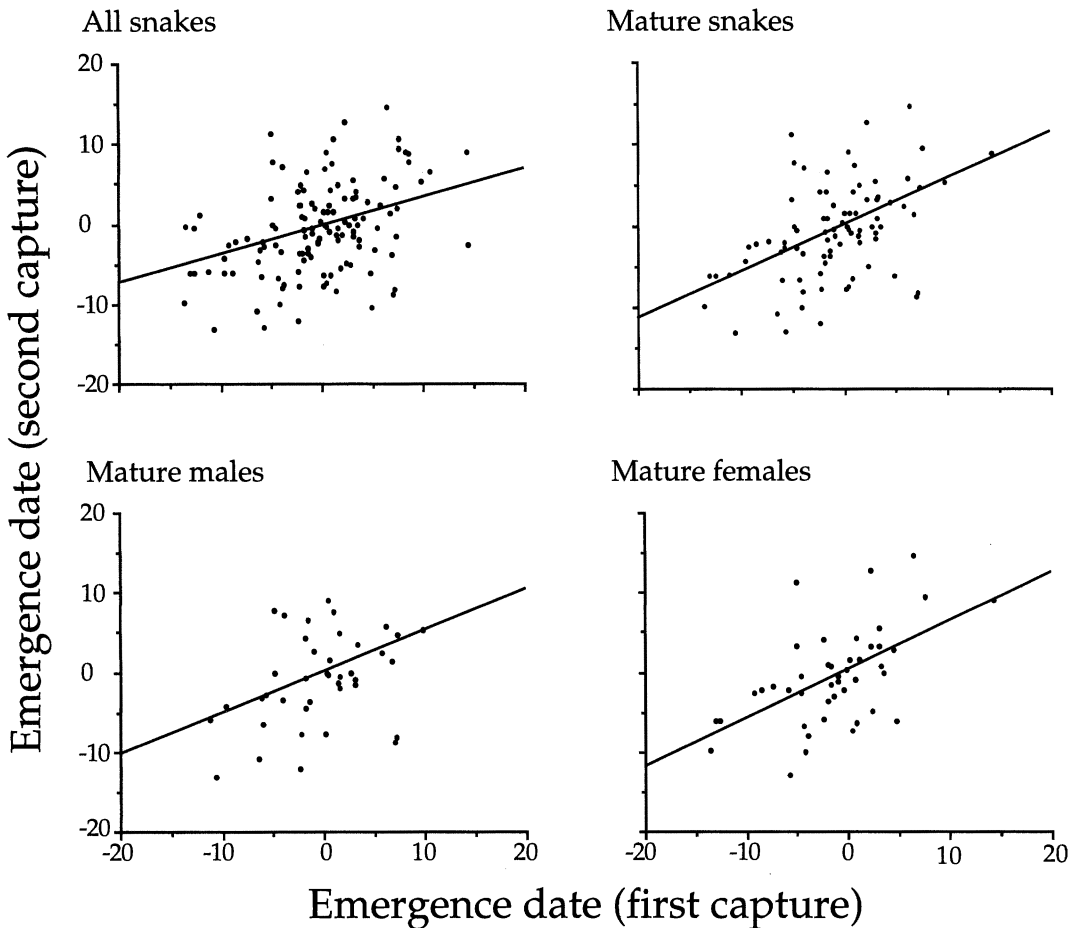 All snakes
Mature snakes
20
10
0
-10
-20
Emergence date (second capture)
Mature males
Mature females
20
10
0
-10
-20
-20 -10 0 10 20
-20 -10 0 10 20
Emergence date (first capture)